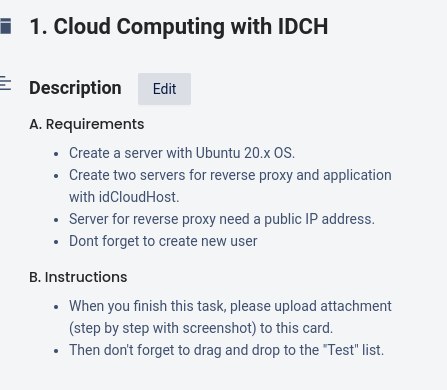 1. Cloud Computing with IDCH
Description Edit
A. Requirements
• Create a server with Ubuntu 20.x OS.
• Create two servers for reverse proxy and application
with idCloudHost.
• Server for reverse proxy need a public IP address.
• Dont forget to create new user
B. Instructions
• When you finish this task, please upload attachment
(step by step with screenshot) to this card.
• Then don't forget to drag and drop to the "Test" list.